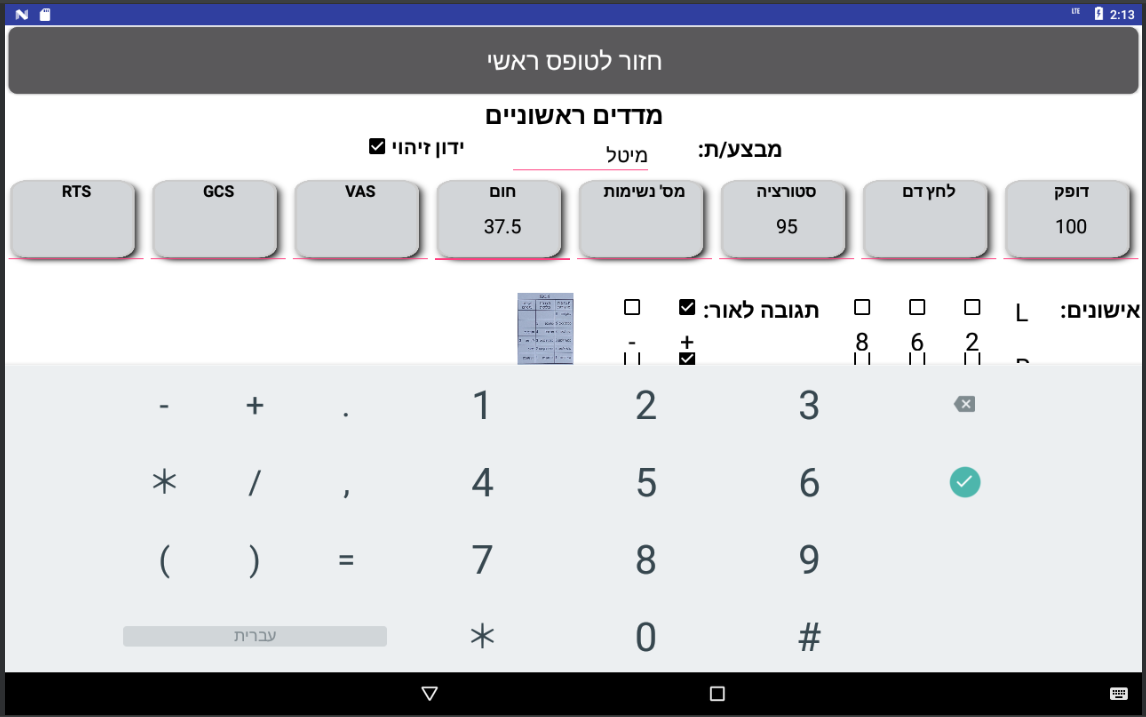 LTE 2:13
חזור לטופס ראשי
מדדים ראשוניים
מבצע/ת: מיטל ידון זיהוי
דופק לחץ דם סטורציה מס' נשימות חום VAS GCS RTS
100 95 37.5
אישונים: L תגובה לאור:
2 6 8 + -
- + . 1 2 3
* / , 4 5 6
( ) = 7 8 9
עברית * 0 #